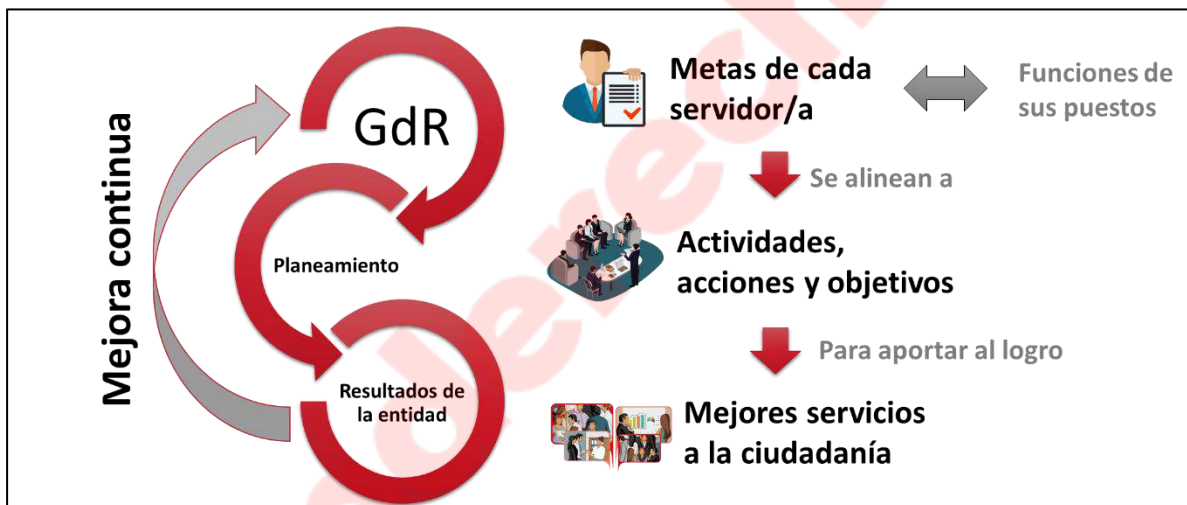 Mejora continua
GdR
Planeamiento
Resultados de
la entidad
Metas de cada
servidor/a
Funciones de
sus puestos
Se alinean a
Actividades,
acciones y objetivos
Para aportar al logro
Mejores servicios
a la ciudadanía